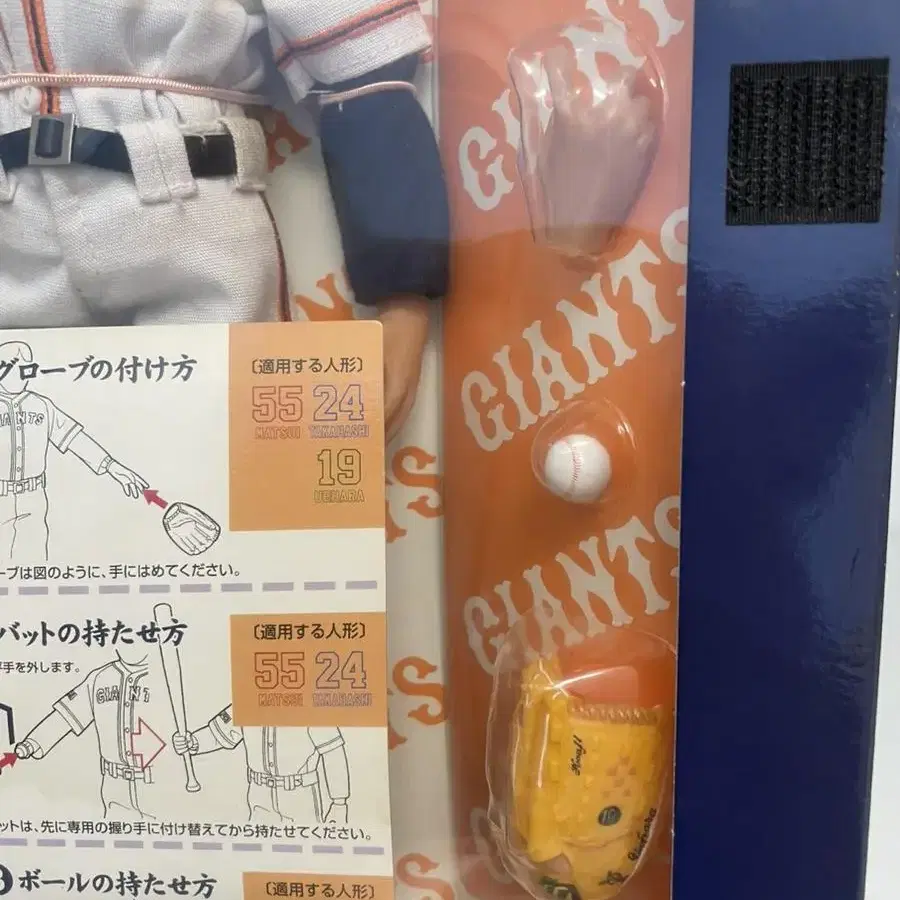 GIANTS
GIANTS
GIANTS
グローブの付け方
〔適用する人形〕
55 24
MATSUI TAKAHASHI
19
UEHARA
GIANTS
ーブは図のように、手にはめてください。
バットの持たせ方
手を外します。
〔適用する人形〕
55 24
MATSUI TAKAHASHI
GIANTS
ットは、先に専用の握り手に付け替えてから持たせてください。
3 ボールの持たせ方
〔適用する人形〕
19
Uehara